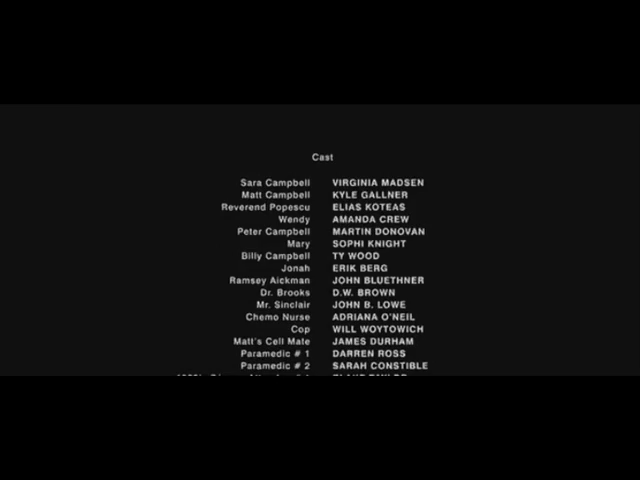 Cast
Sara Campbell VIRGINIA MADSEN
Matt Campbell KYLE GALLNER
Reverend Popescu ELIAS KOTEAS
Wendy AMANDA CREW
Peter Campbell MARTIN DONOVAN
Mary SOPHI KNIGHT
Billy Campbell TY WOOD
Jonah ERIK BERG
Ramsey Aickman JOHN BLUETHNER
Dr. Brooks D.W. BROWN
Mr. Sinclair JOHN B. LOWE
Chemo Nurse ADRIANA O'NEIL
Cop WILL WOYTOWICH
Matt's Cell Mate JAMES DURHAM
Paramedic # 1 DARREN ROSS
Paramedic # 2 SARAH CONSTIBLE